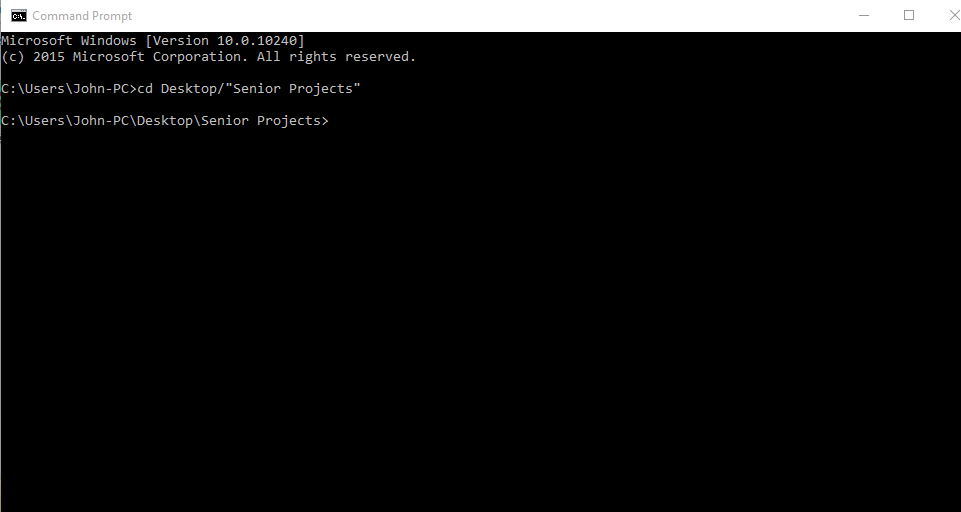 Command Prompt
Microsoft Windows [Version 10.0.10240]
(c) 2015 Microsoft Corporation. All rights reserved.
C:\Users\John-PC>cd Desktop/"Senior Projects"
C:\Users\John-PC\Desktop\Senior Projects>